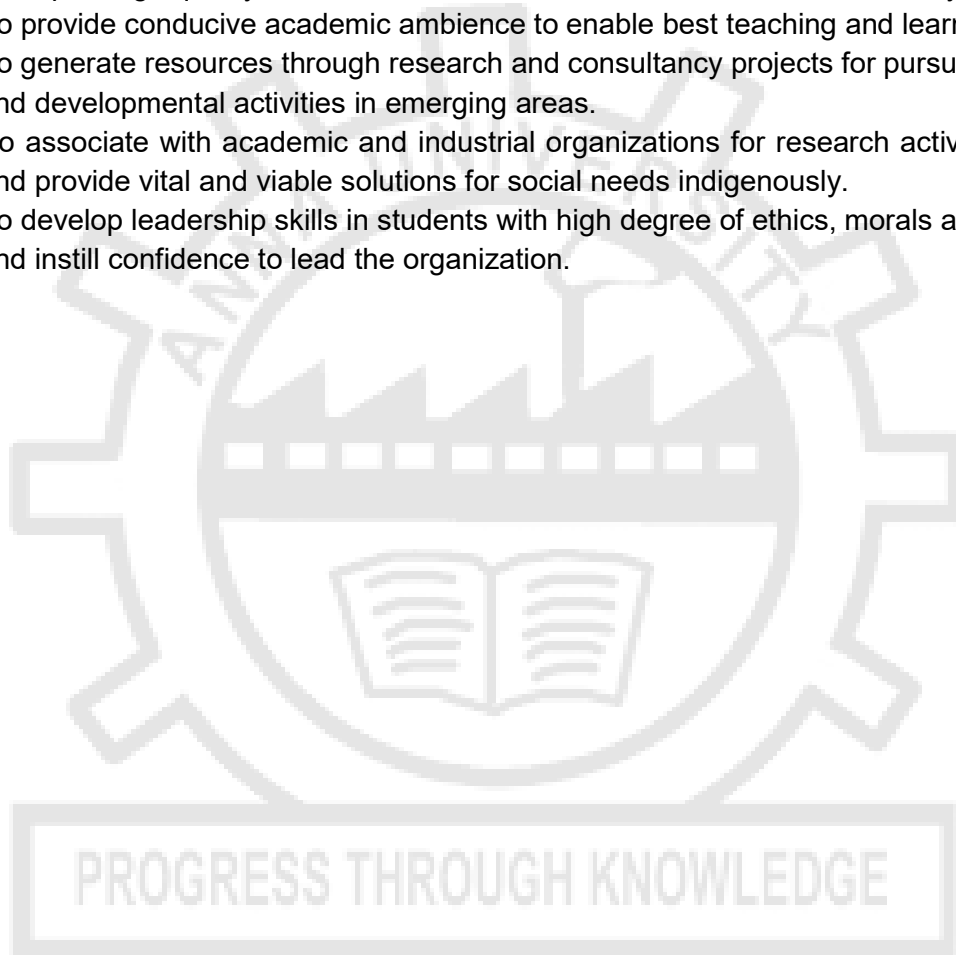 o provide conducive academic ambience to enable best teaching and learn
o generate resources through research and consultancy projects for pursu
nd developmental activities in emerging areas.
o associate with academic and industrial organizations for research activ
nd provide vital and viable solutions for social needs indigenously.
o develop leadership skills in students with high degree of ethics, morals a
nd instill confidence to lead the organization.
ANNA UNIVERSITY
PROGRESS THROUGH KNOWLEDGE